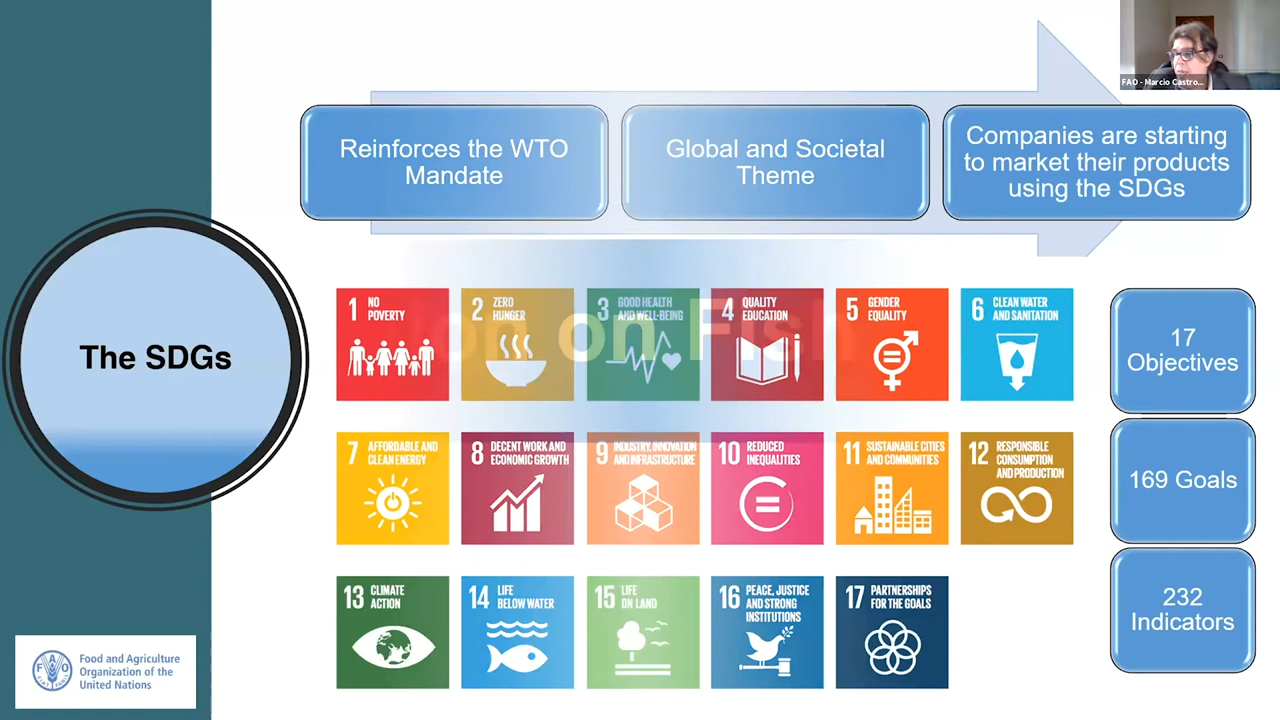 FAO - Marcio Castro...
Reinforces the WTO
Mandate
Global and Societal
Theme
Companies are starting
to market their products
using the SDGs
The SDGs
1 NO
POVERTY
2 ZERO
HUNGER
3 GOOD HEALTH
AND WELL-BEING
4 QUALITY
EDUCATION
5 GENDER
EQUALITY
6 CLEAN WATER
AND SANITATION
on on Fish
7 AFFORDABLE AND
CLEAN ENERGY
8 DECENT WORK AND
ECONOMIC GROWTH
9 INDUSTRY, INNOVATION
AND INFRASTRUCTURE
10 REDUCED
INEQUALITIES
11 SUSTAINABLE CITIES
AND COMMUNITIES
12 RESPONSIBLE
CONSUMPTION
AND PRODUCTION
13 CLIMATE
ACTION
14 LIFE
BELOW WATER
15 LIFE
ON LAND
16 PEACE, JUSTICE
AND STRONG
INSTITUTIONS
17 PARTNERSHIPS
FOR THE GOALS
17
Objectives
169 Goals
232
Indicators
FAO
Food and Agriculture
Organization of the
United Nations